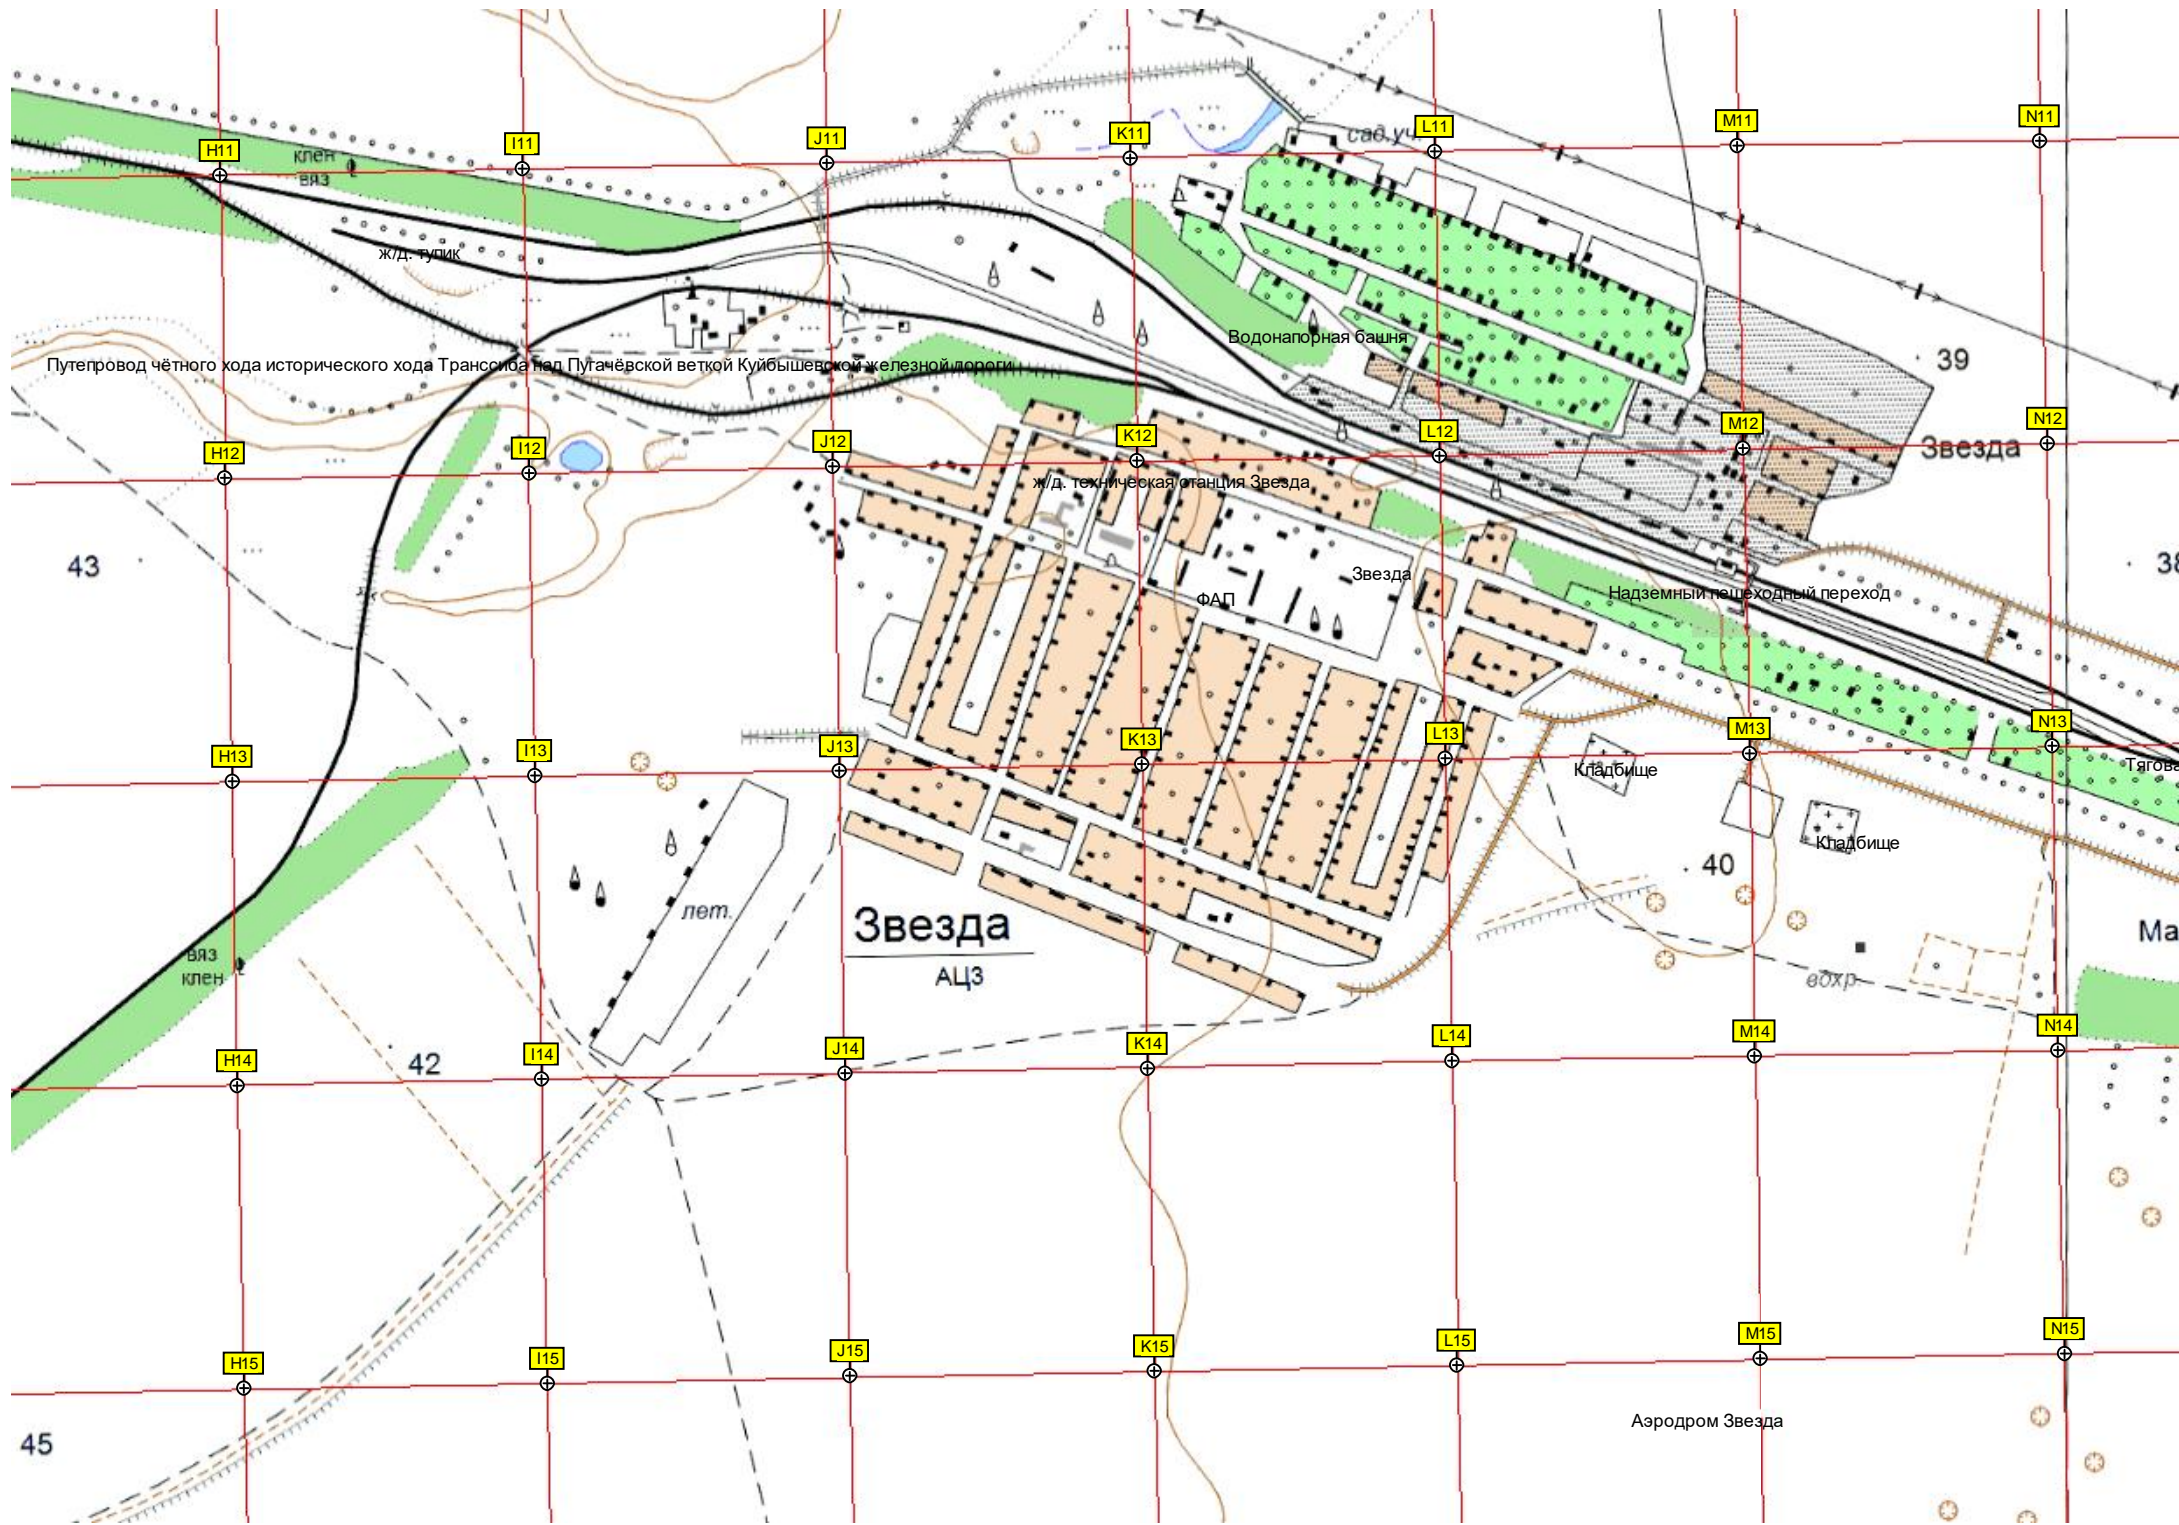 H11
I11
J11
K11
L11
M11
N11
клен
вяз
сад.уч.
ж/д. тупик
Водонапорная башня
Путепровод чётного хода исторического хода Транссиба над Пугачёвской веткой Куйбышевской железной дороги
39
H12
I12
J12
K12
L12
M12
N12
Звезда
ж/д. техническая станция Звезда
43
Звезда
38
ФАП
Надземный пешеходный переход
H13
I13
J13
K13
L13
M13
N13
Кладбище
Кладбище
40
лет.
Звезда
АЦЗ
вяз
клен
вохр.
42
H14
I14
J14
K14
L14
M14
N14
H15
I15
J15
K15
L15
M15
N15
Аэродром Звезда
45